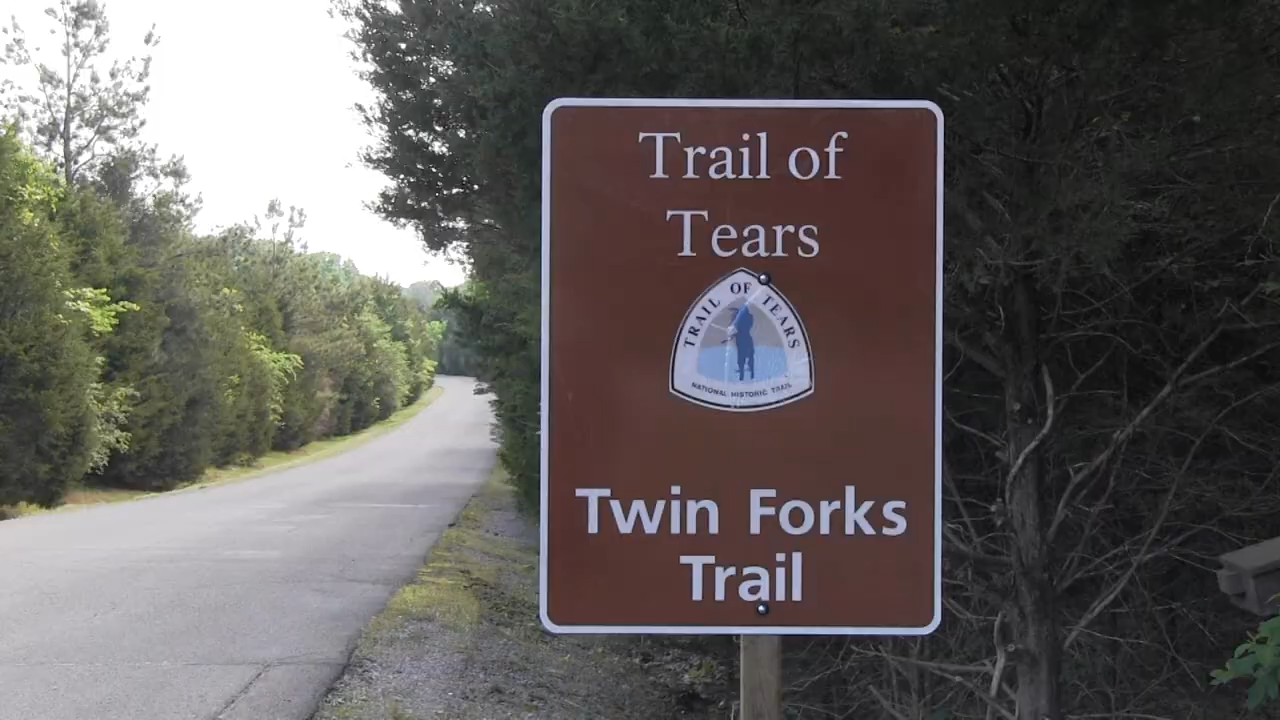 Trail of
Tears
TRAIL OF TEARS
NATIONAL HISTORIC TRAIL
Twin Forks
Trail